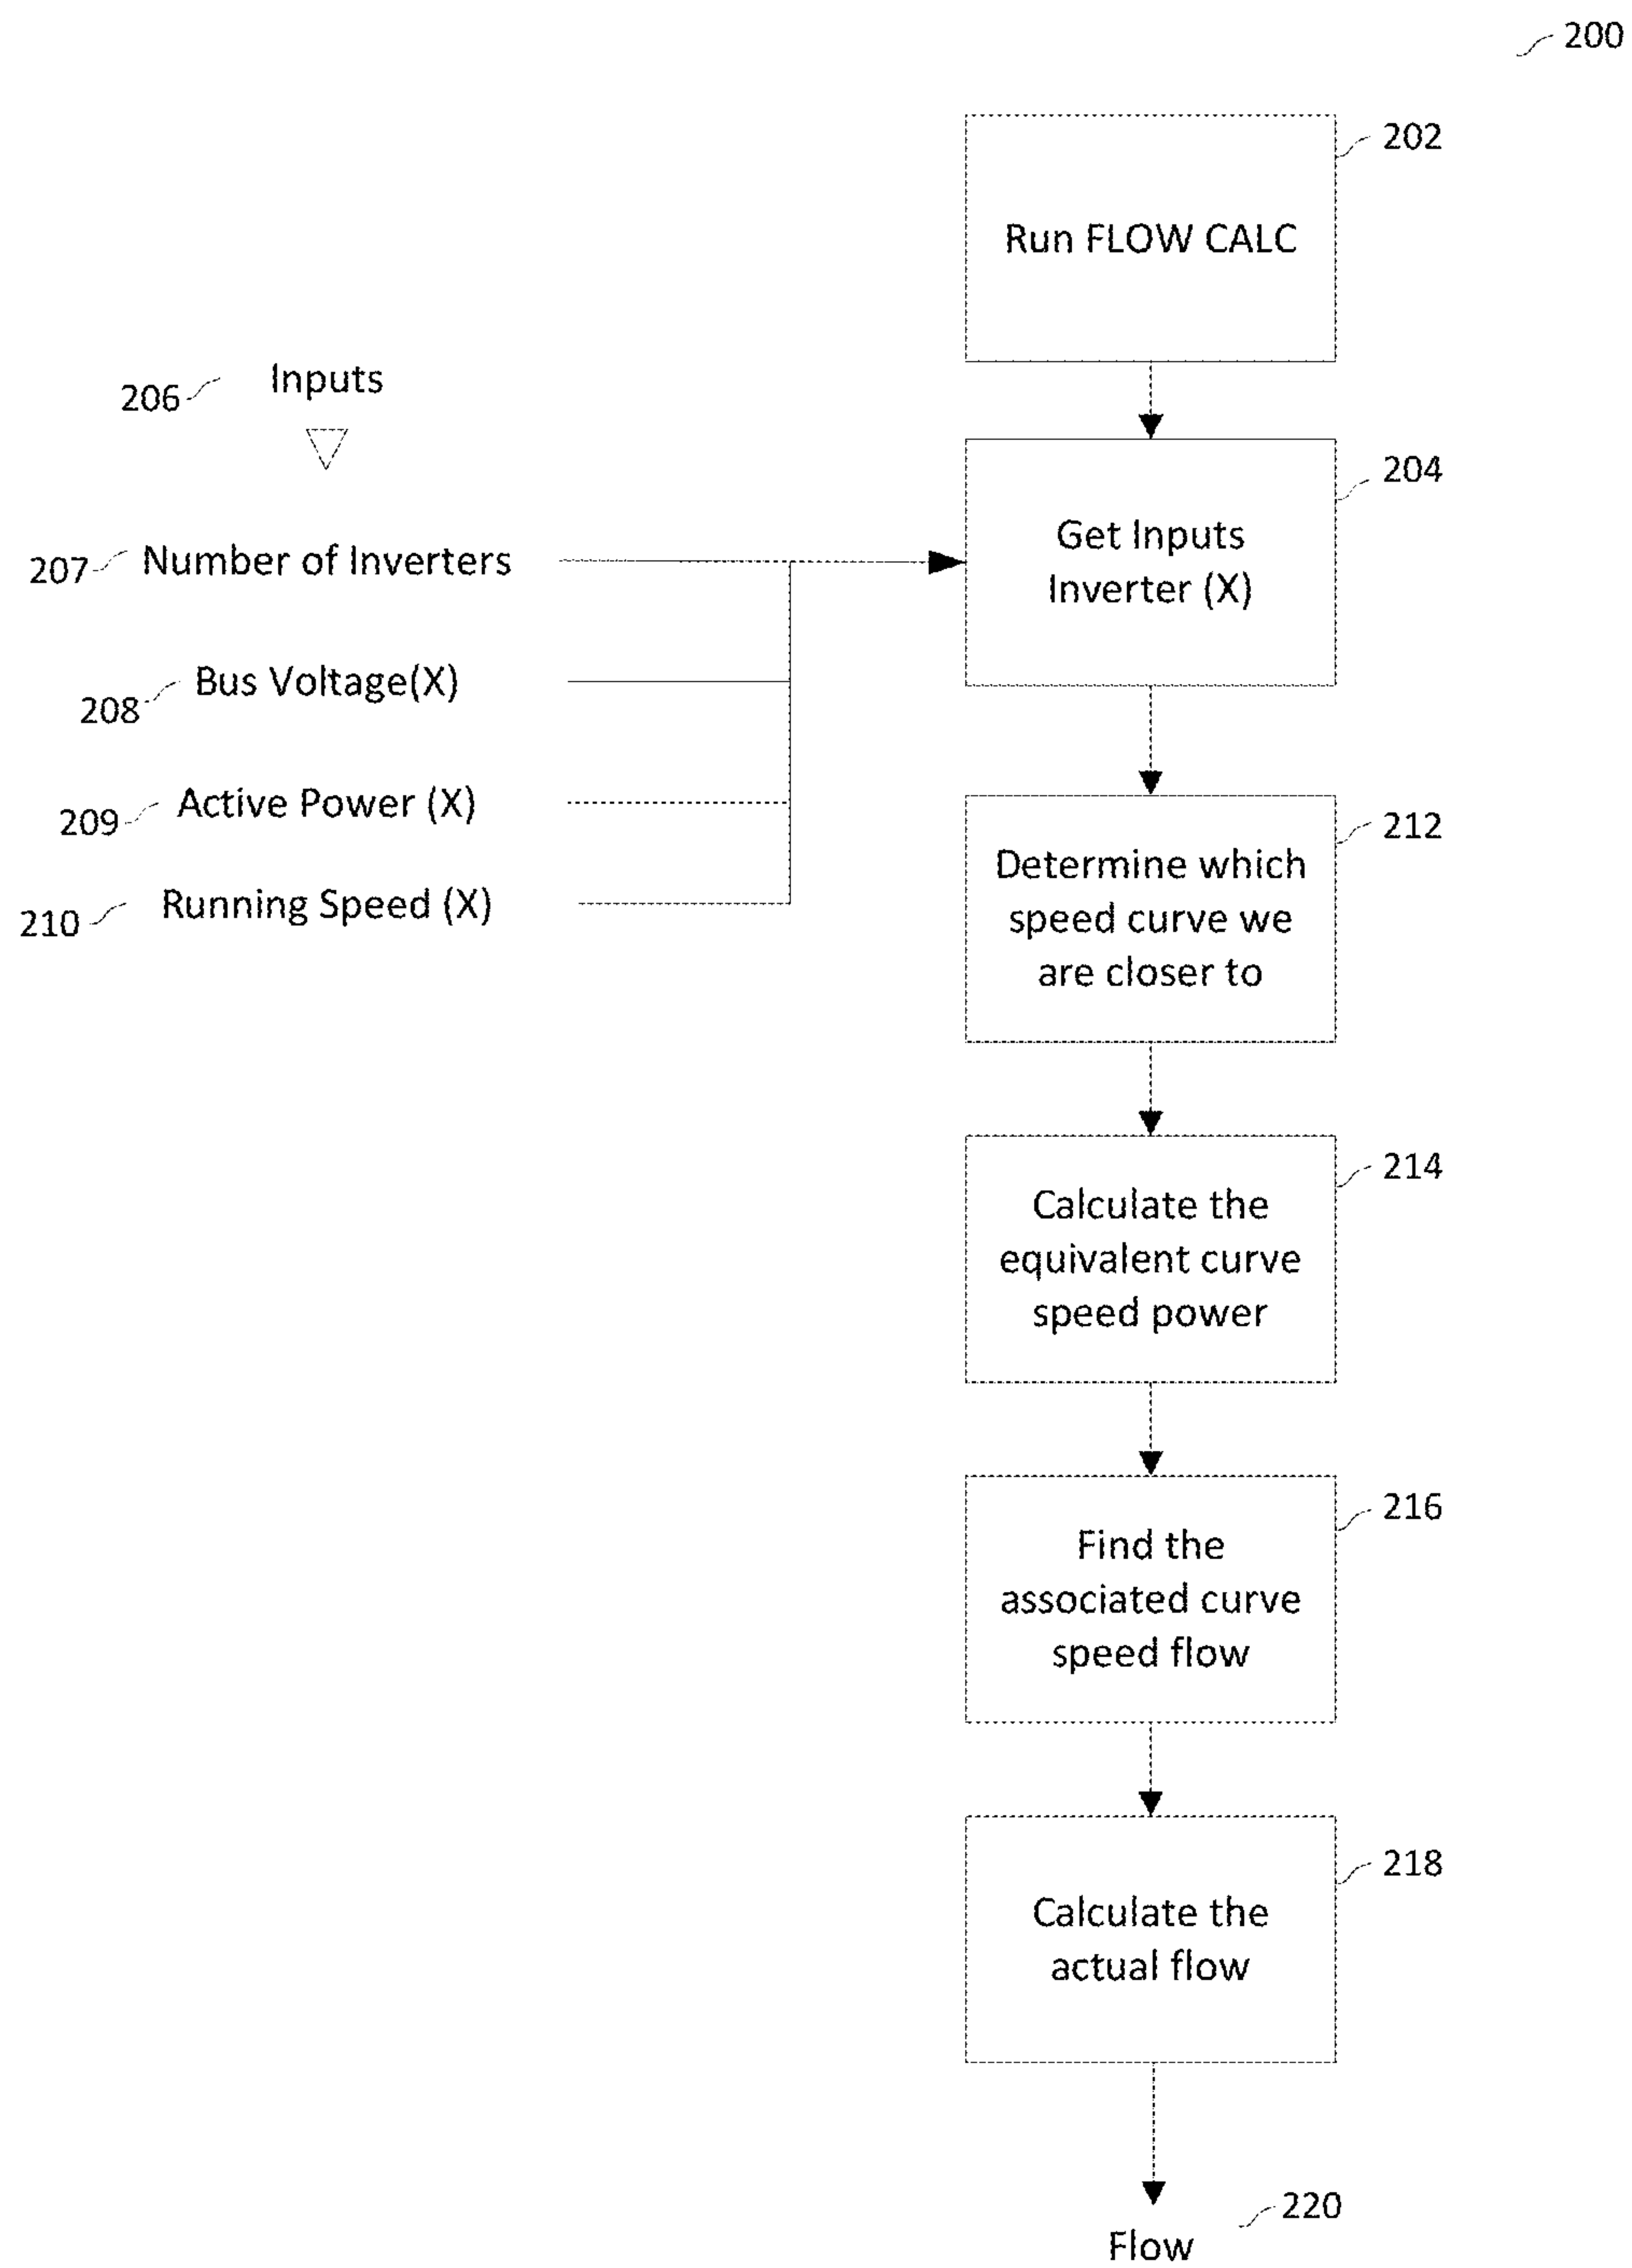 200
202
Run FLOW CALC
206
Inputs
204
Get Inputs
Inverter (X)
207
Number of Inverters
208
Bus Voltage(X)
209
Active Power (X)
210
Running Speed (X)
212
Determine which
speed curve we
are closer to
214
Calculate the
equivalent curve
speed power
216
Find the
associated curve
speed flow
218
Calculate the
actual flow
220
Flow